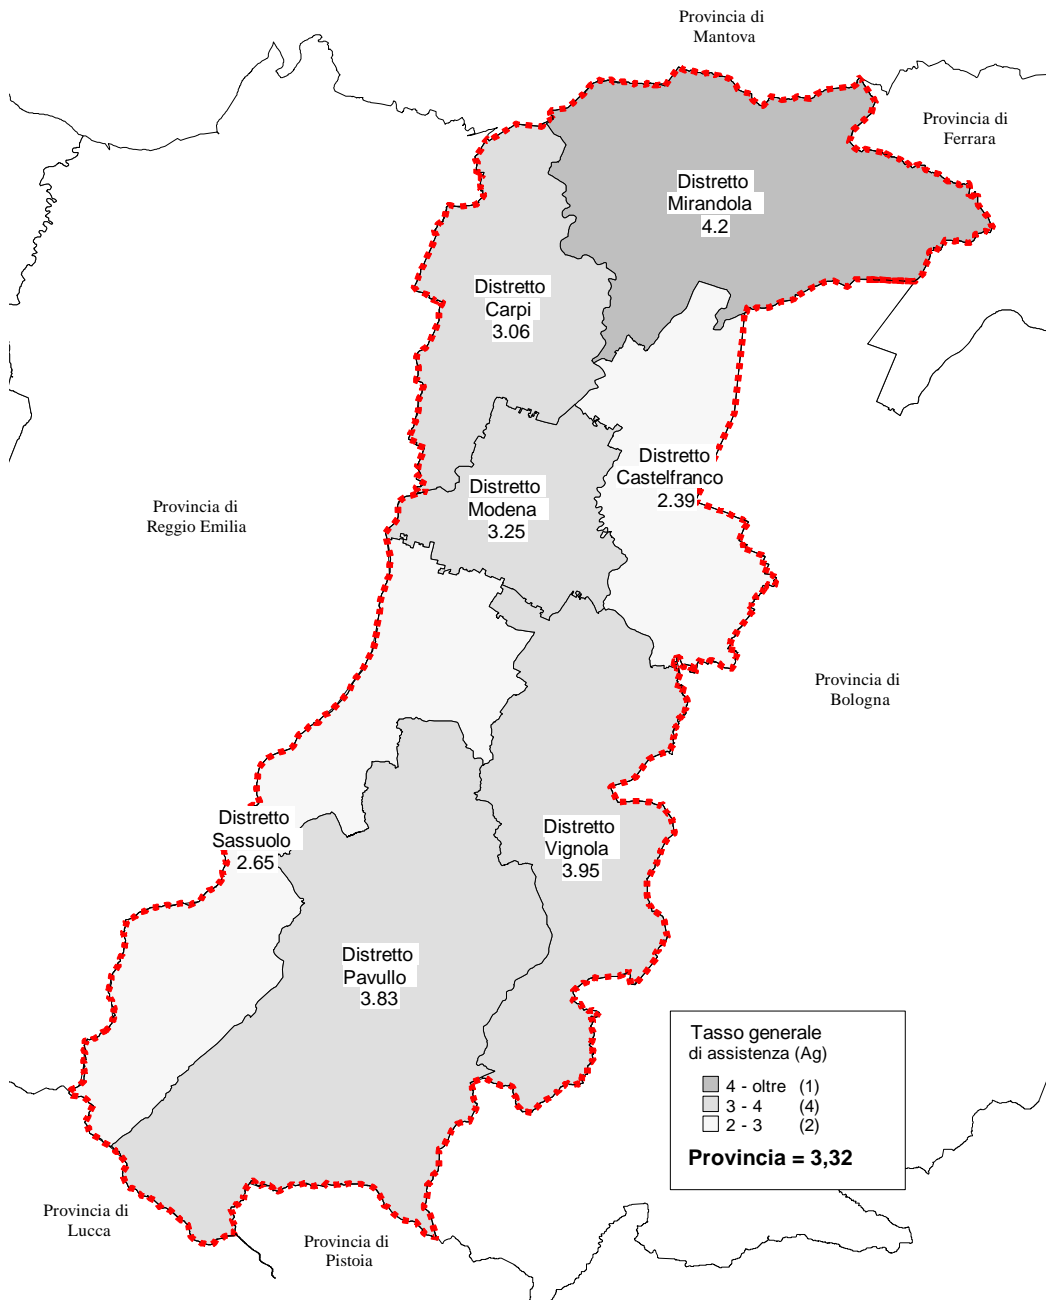 Provincia di
Mantova
Provincia di
Ferrara
Distretto
Mirandola
4.2
Distretto
Carpi
3.06
Distretto
Castelfranco
2.39
Distretto
Modena
3.25
Provincia di
Reggio Emilia
Provincia di
Bologna
Distretto
Sassuolo
2.65
Distretto
Vignola
3.95
Distretto
Pavullo
3.83
Tasso generale
di assistenza (Ag)
4 - oltre (1)
3 - 4 (4)
2 - 3 (2)
Provincia = 3,32
Provincia di
Lucca
Provincia di
Pistoia